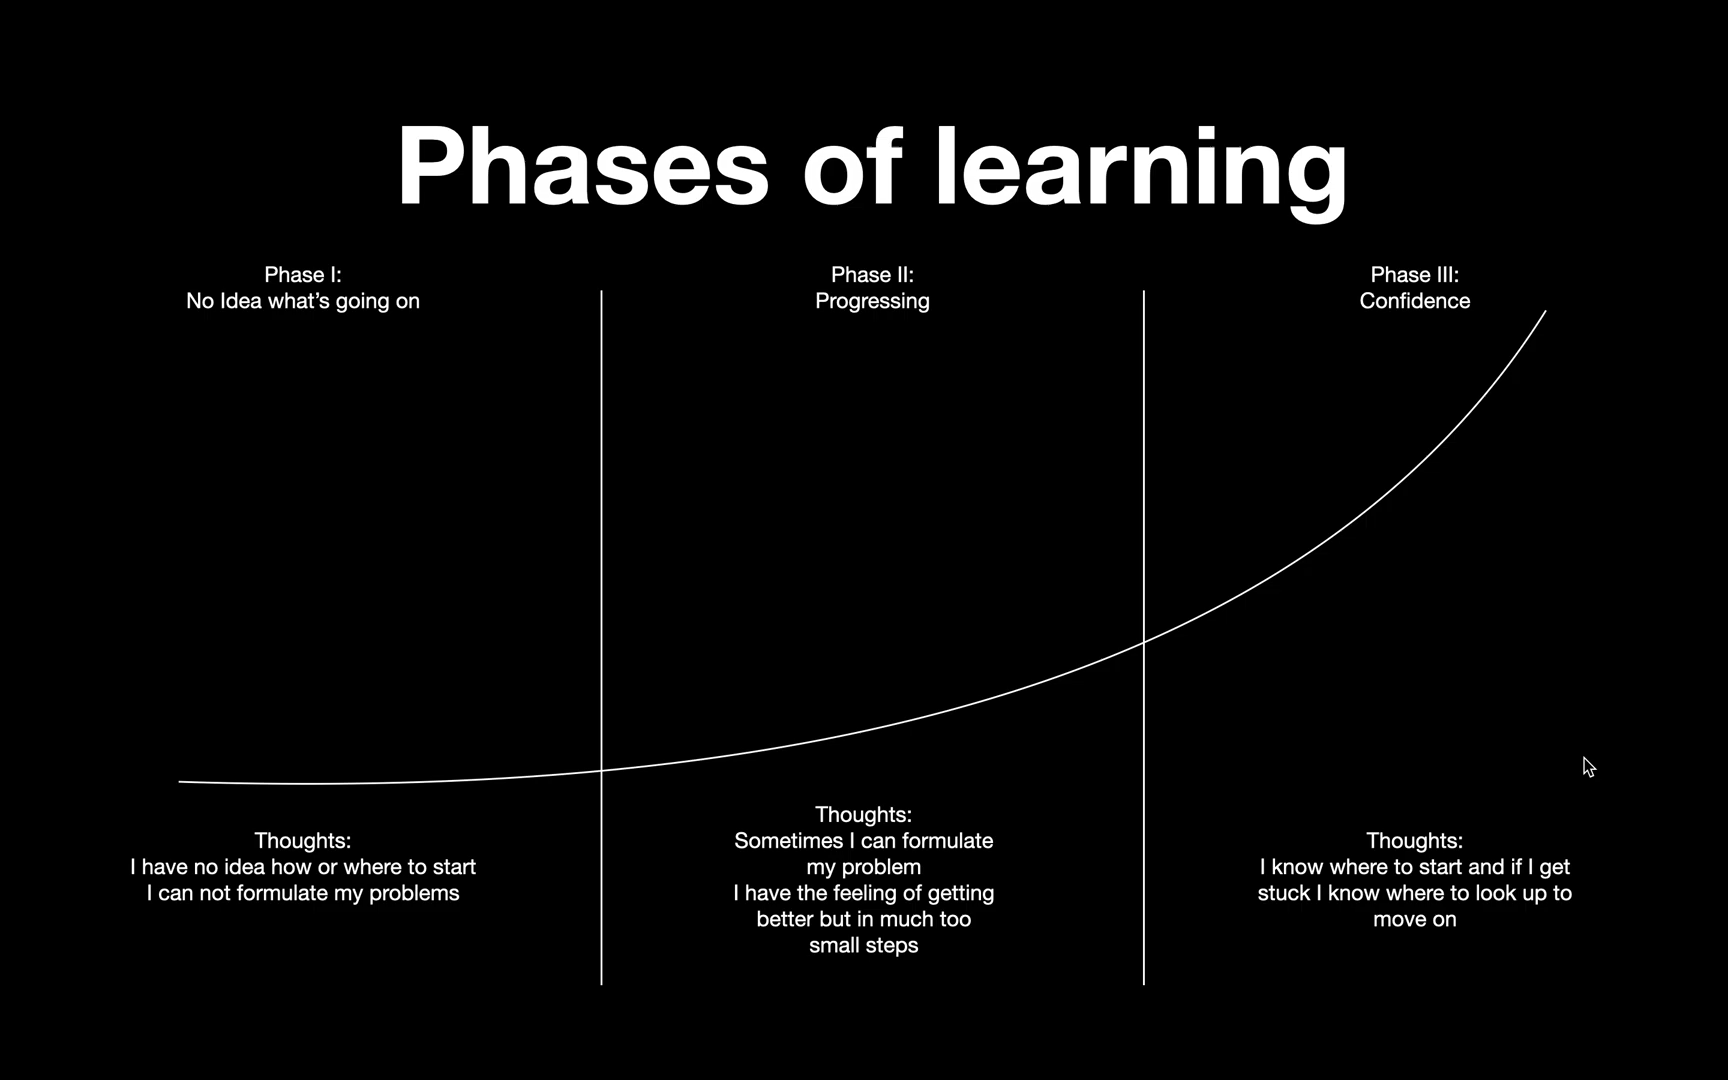 Phases of learning
Phase I:
No Idea what’s going on
Phase II:
Progressing
Phase III:
Confidence
Thoughts:
I have no idea how or where to start
I can not formulate my problems
Thoughts:
Sometimes I can formulate
my problem
I have the feeling of getting
better but in much too
small steps
Thoughts:
I know where to start and if I get
stuck I know where to look up to
move on